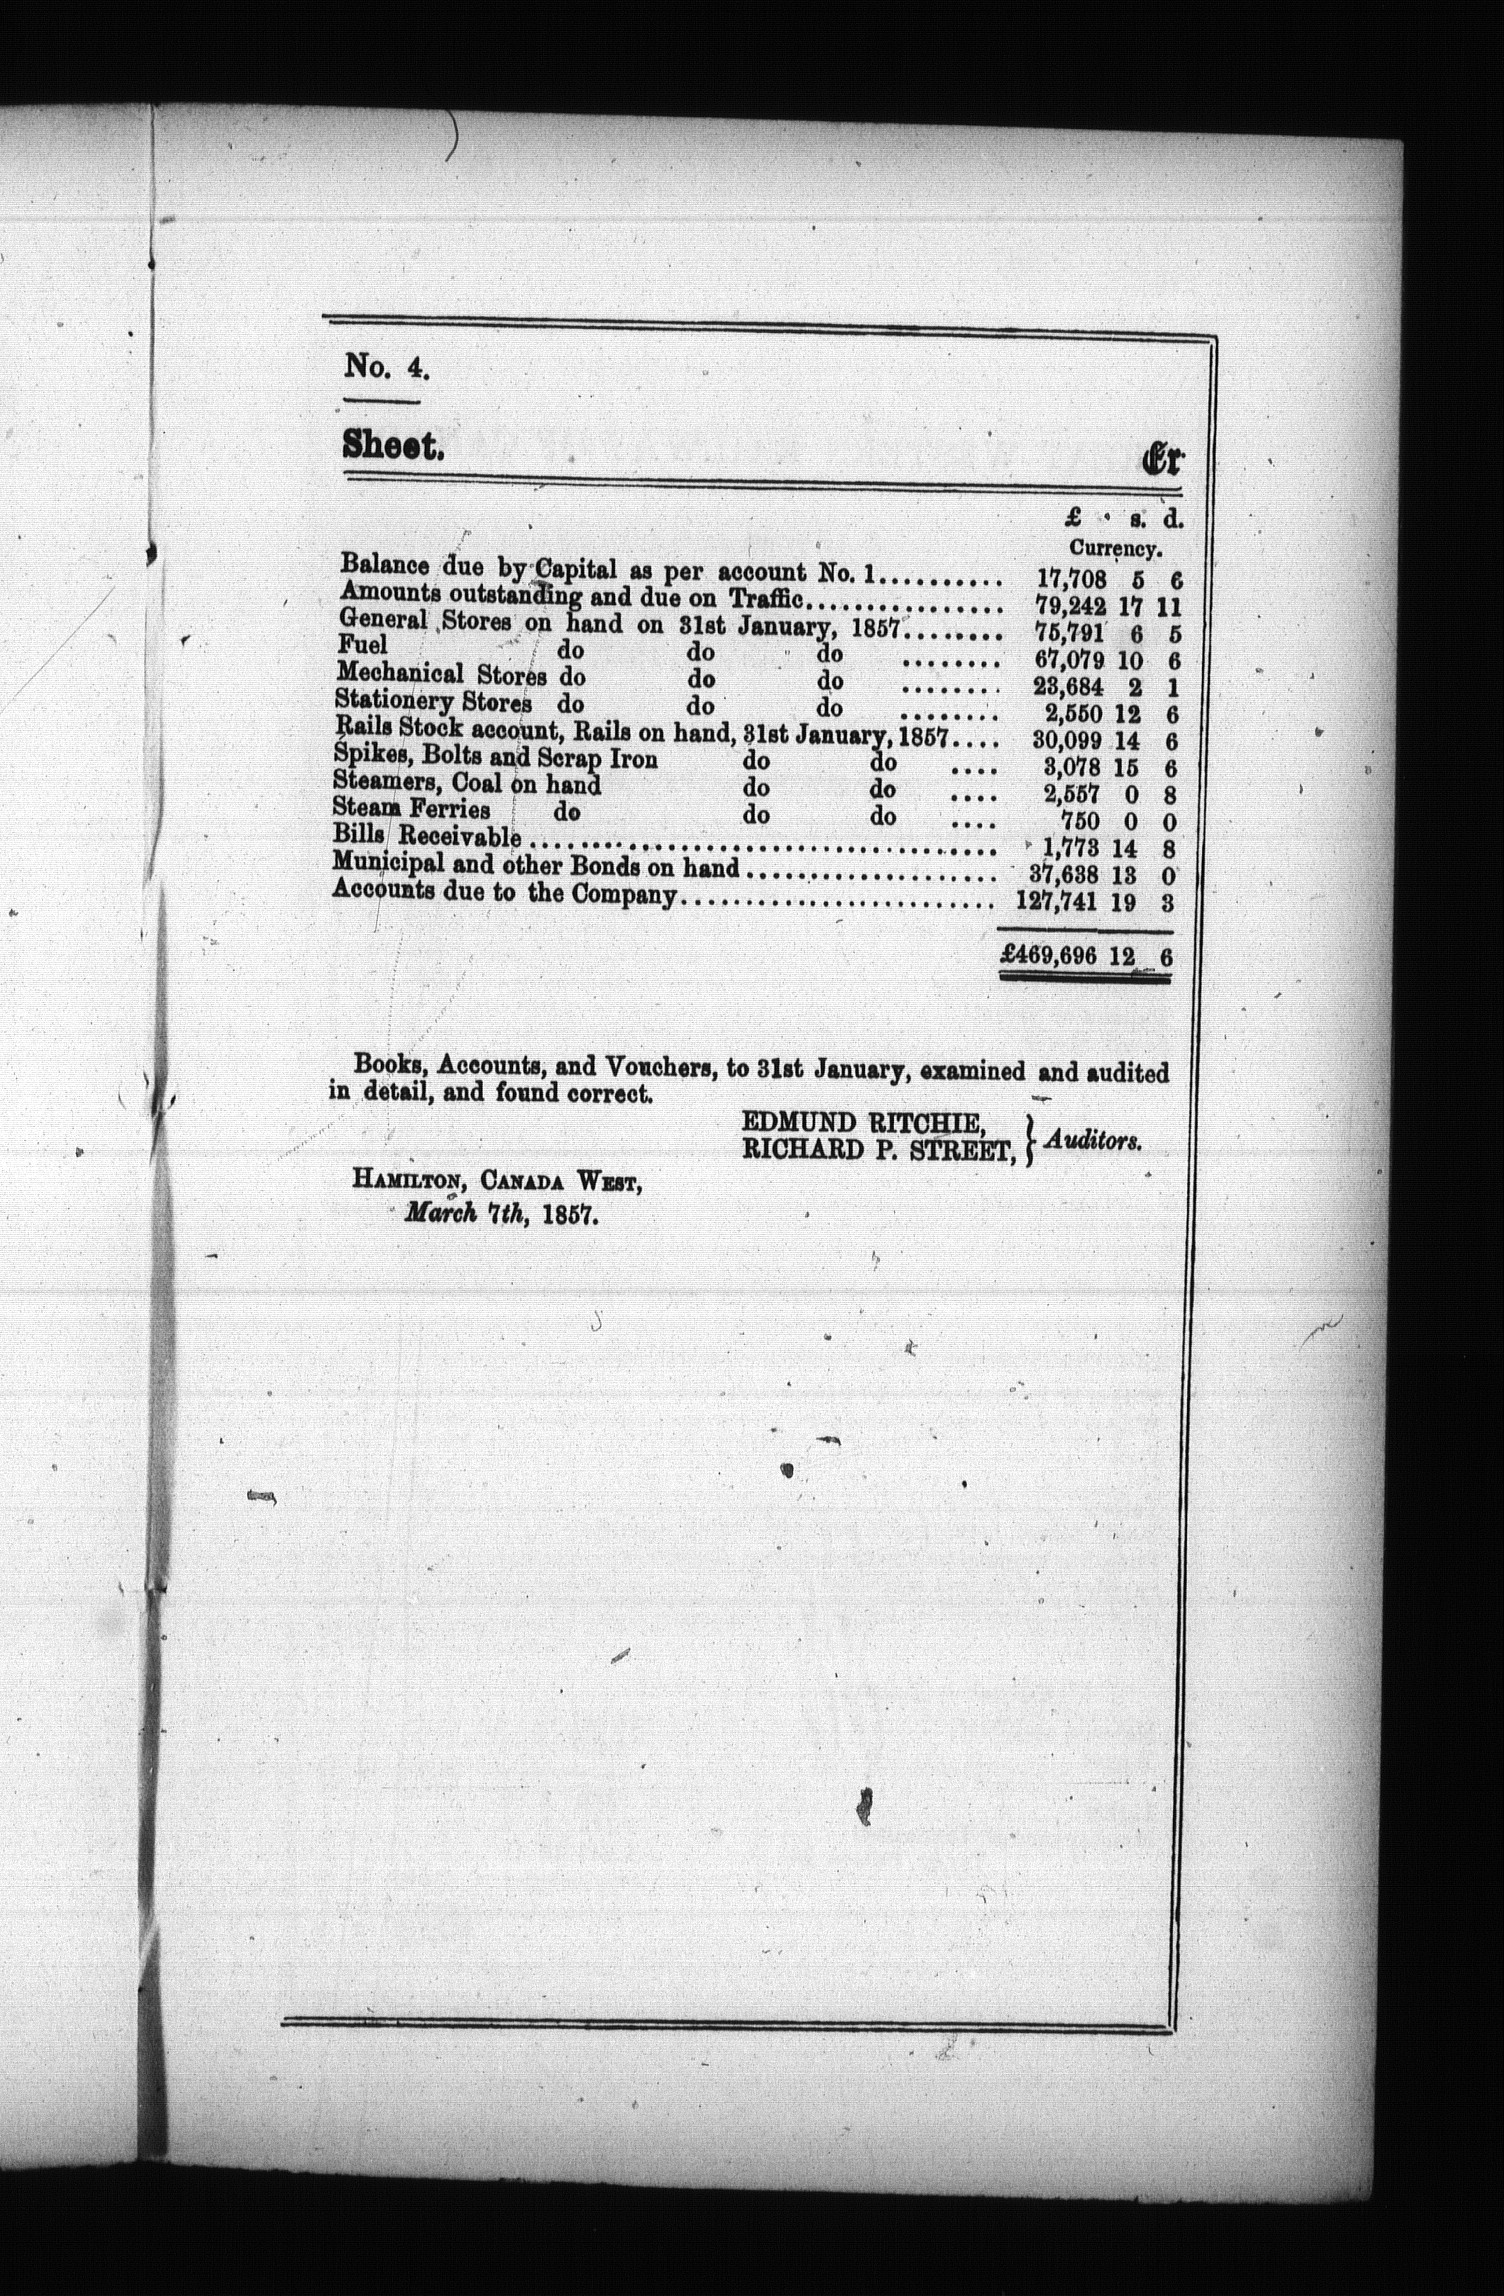 No. 4.
Sheet. Cr
£ s. d.
Currency.
Balance due by Capital as per account No. 1.......... 17,708 5 6
Amounts outstanding and due on Traffic................ 79,242 17 11
General Stores on hand on 31st January, 1857........ 75,791 6 5
Fuel do do do ........ 67,079 10 6
Mechanical Stores do do do ........ 23,684 2 1
Stationery Stores do do do ........ 2,550 12 6
Rails Stock account, Rails on hand, 31st January, 1857.... 30,099 14 6
Spikes, Bolts and Scrap Iron do do .... 3,078 15 6
Steamers, Coal on hand do do .... 2,557 0 8
Steam Ferries do do do .... 750 0 0
Bills Receivable ..................................... 1,773 14 8
Municipal and other Bonds on hand.................... 37,638 13 0
Accounts due to the Company......................... 127,741 19 3
£469,696 12 6
Books, Accounts, and Vouchers, to 31st January, examined and audited
in detail, and found correct.
EDMUND RITCHIE,
RICHARD P. STREET, } Auditors.
HAMILTON, CANADA WEST,
March 7th, 1857.